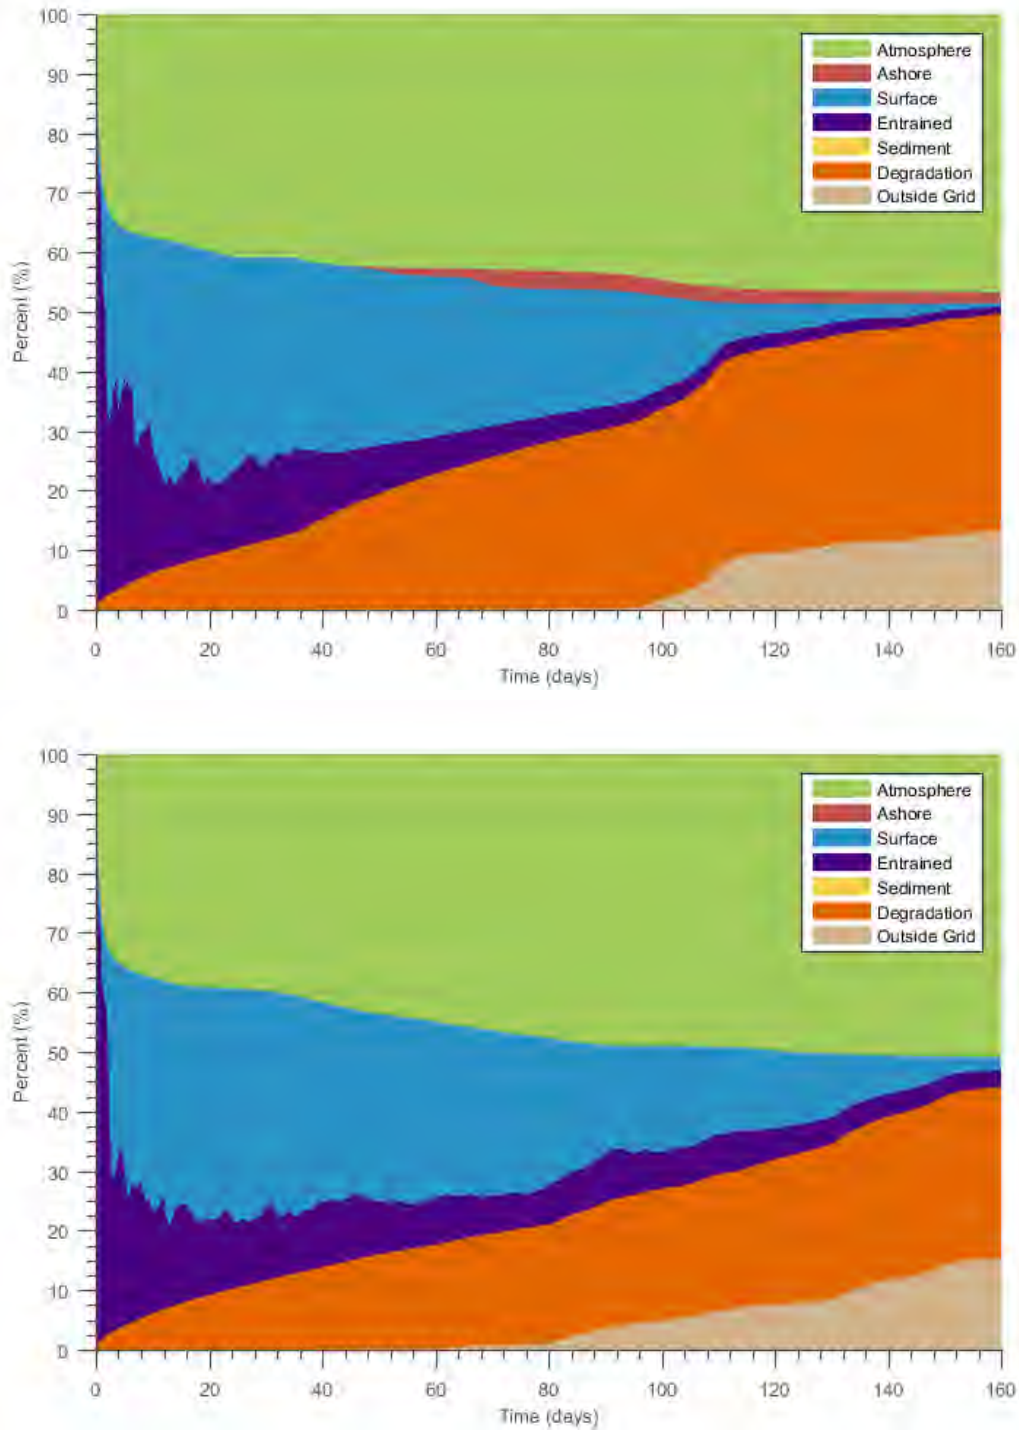 100
90
80
70
60
50
40
30
20
10
0
Percent (%)
Atmosphere
Ashore
Surface
Entrained
Sediment
Degradation
Outside Grid
0 20 40 60 80 100 120 140 160
Time (days)
100
90
80
70
60
50
40
30
20
10
0
Percent (%)
Atmosphere
Ashore
Surface
Entrained
Sediment
Degradation
Outside Grid
0 20 40 60 80 100 120 140 160
Time (days)